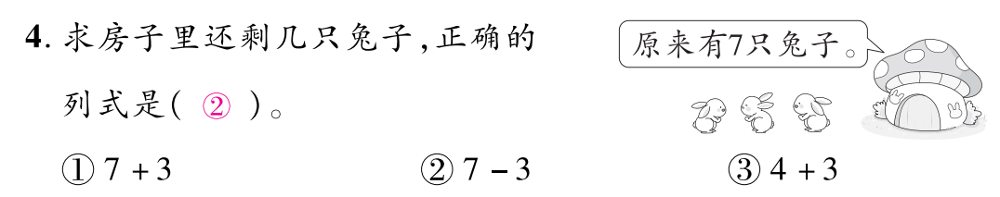 4. 求房子里还剩几只兔子,正确的
列式是( ② )。
原来有7只兔子。
① 7 + 3 ② 7 - 3 ③ 4 + 3